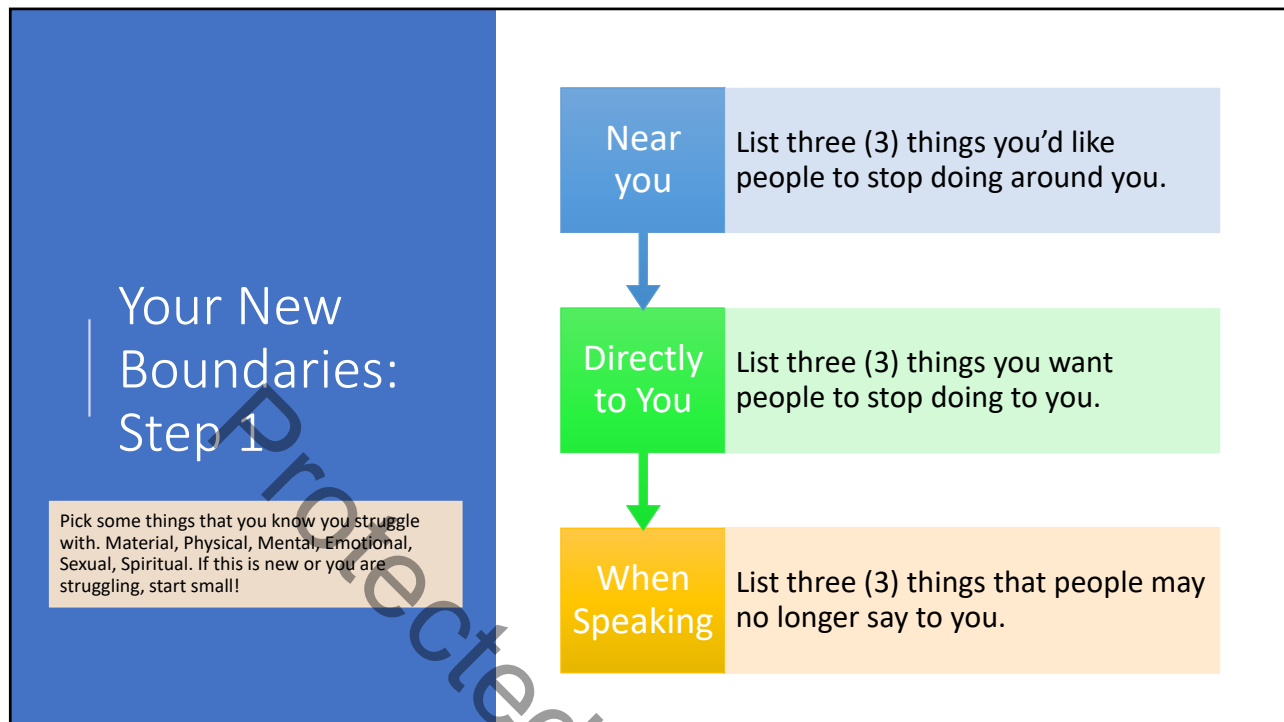 Your New
Boundaries:
Step 1
Pick some things that you know you struggle
with. Material, Physical, Mental, Emotional,
Sexual, Spiritual. If this is new or you are
struggling, start small!
Near
you
List three (3) things you’d like
people to stop doing around you.
Directly
to You
List three (3) things you want
people to stop doing to you.
When
Speaking
List three (3) things that people may
no longer say to you.
Protected